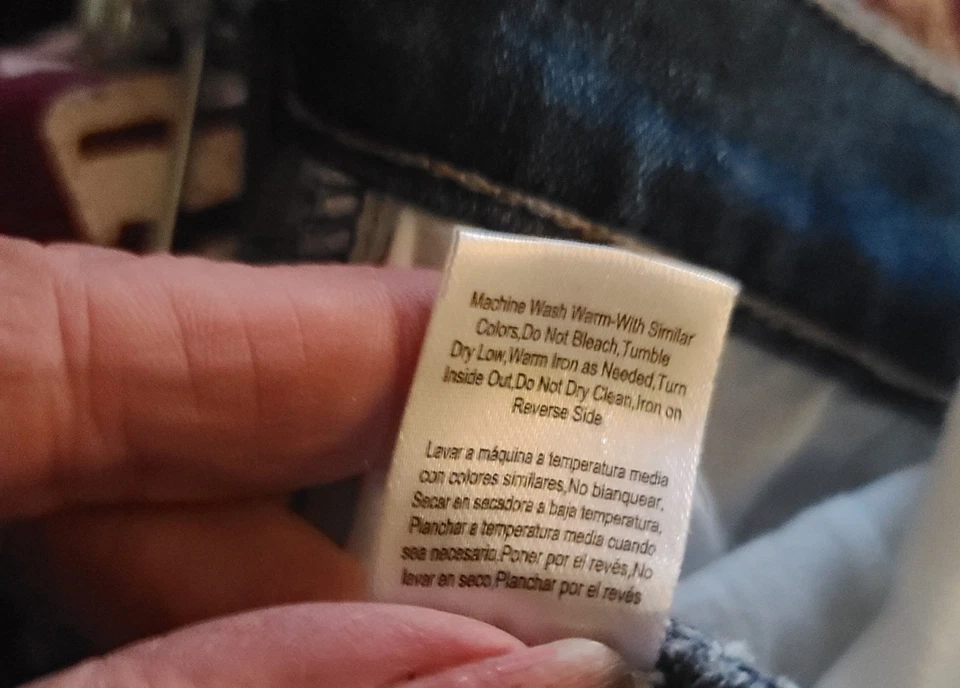 Machine Wash Warm-With Similar
Colors,Do Not Bleach,Tumble
Dry Low,Warm Iron as Needed,Turn
Inside Out,Do Not Dry Clean,Iron on
Reverse Side
Lavar a máquina a temperatura media
con colores similares,No blanquear,
Secar en secadora a baja temperatura,
Planchar a temperatura media cuando
sea necesario.Poner por el revés,No
lavar en seco,Planchar por el revés